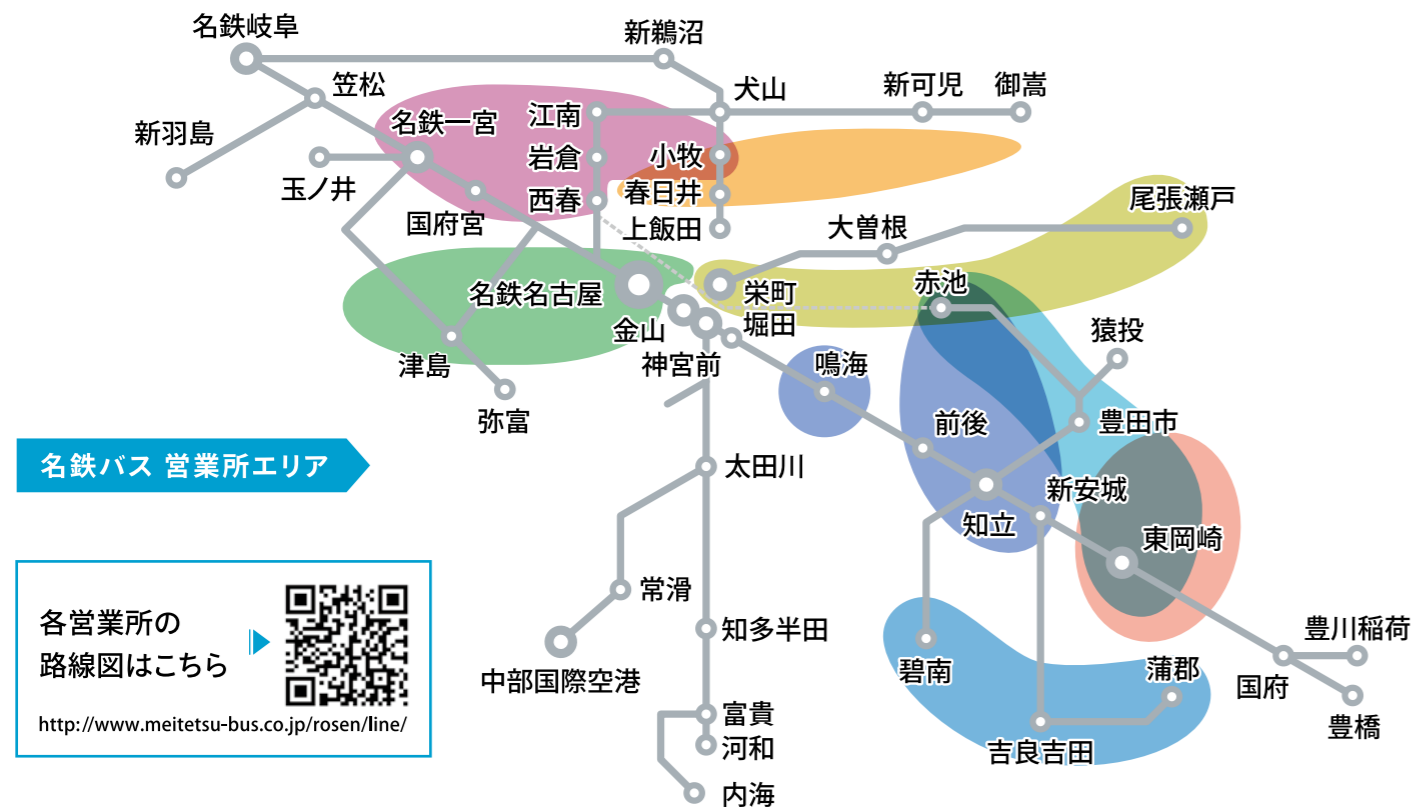 名鉄岐阜
新鵜沼
笠松
犬山
新可児
御嵩
新羽島
名鉄一宮
江南
岩倉
小牧
玉ノ井
西春
春日井
国府宮
上飯田
大曽根
尾張瀬戸
名鉄名古屋
栄町
赤池
金山
堀田
猿投
津島
神宮前
鳴海
弥富
前後
豊田市
名鉄バス 営業所エリア
太田川
新安城
知立
東岡崎
常滑
各営業所の
路線図はこちら
http://www.meitetsu-bus.co.jp/rosen/line/
知多半田
豊川稲荷
中部国際空港
碧南
蒲郡
国府
富貴
豊橋
河和
吉良吉田
内海